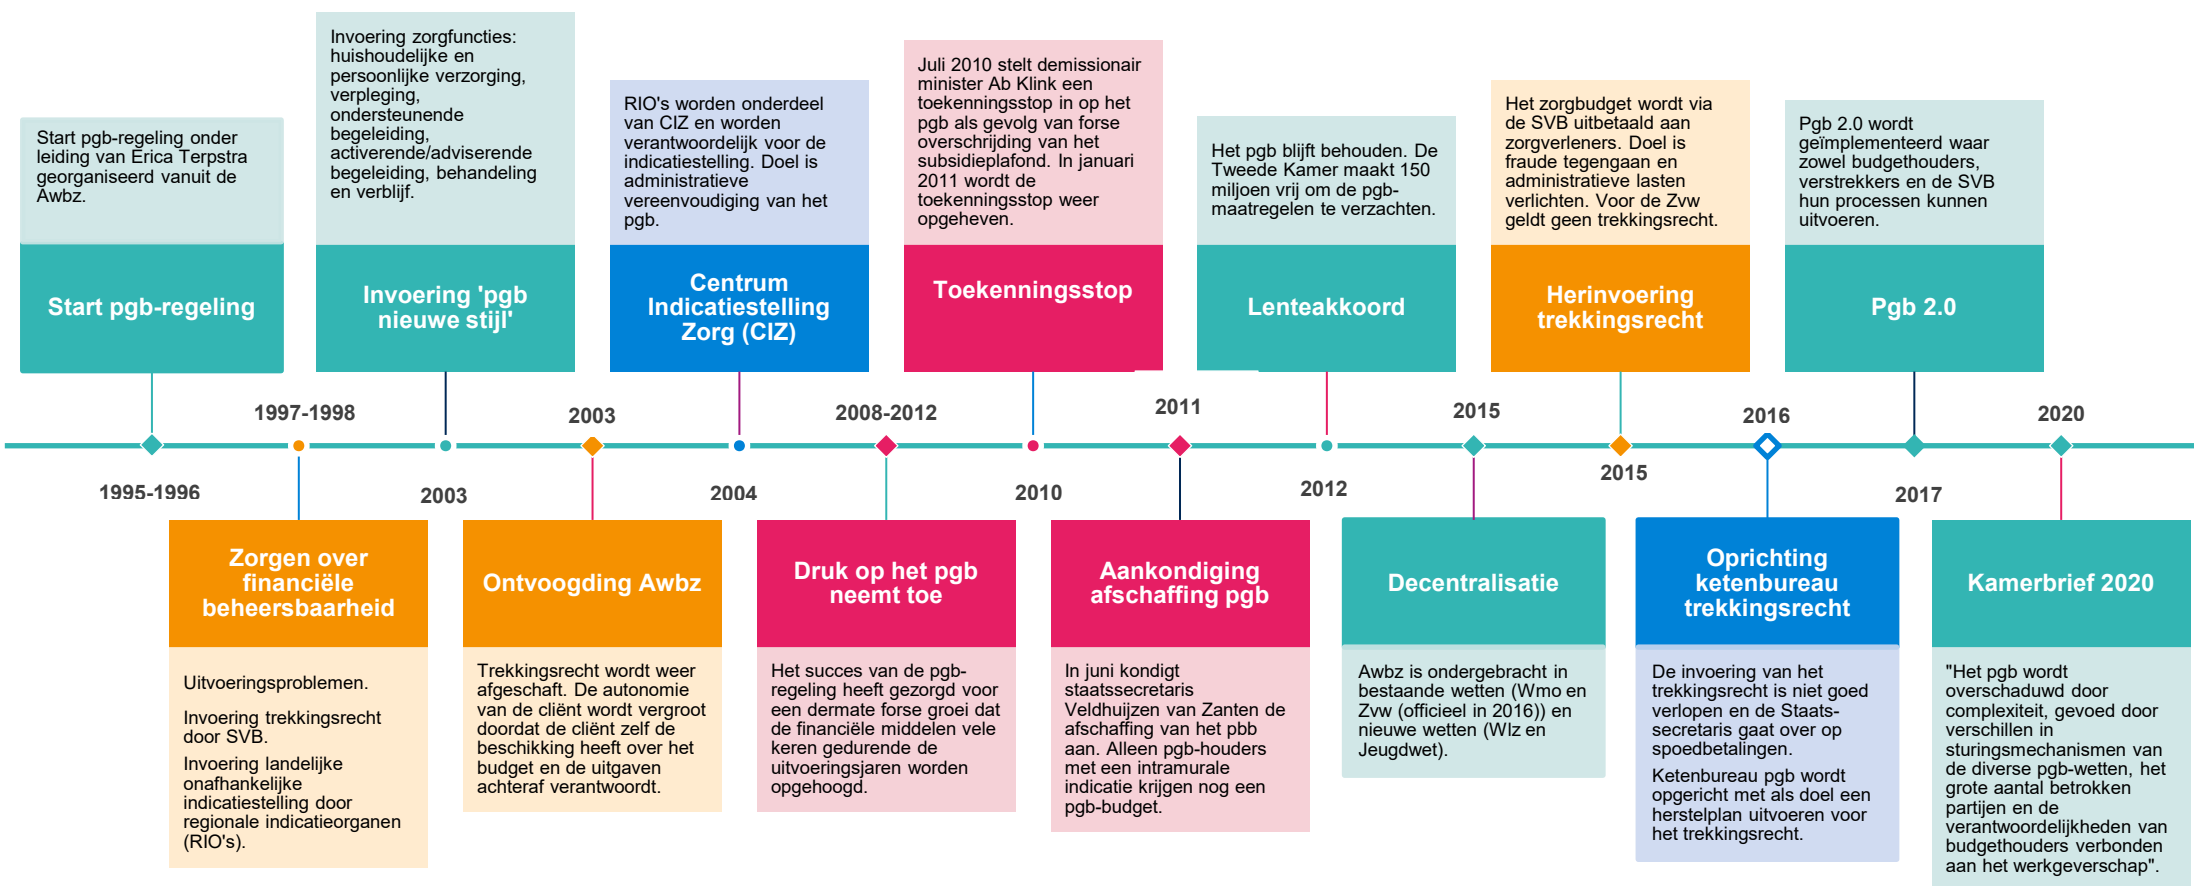 Start pgb-regeling onder
leiding van Erica Terpstra
georganiseerd vanuit de
Awbz.
Start pgb-regeling
1995-1996
1997-1998
Zorgen over
financiële
beheersbaarheid
Uitvoeringsproblemen.
Invoering trekkingsrecht
door SVB.
Invoering landelijke
onafhankelijke
indicatiestelling door
regionale indicatieorganen
(RIO's).
Invoering zorgfuncties:
huishoudelijke en
persoonlijke verzorging,
verpleging,
ondersteunende
begeleiding,
activerende/adviserende
begeleiding, behandeling
en verblijf.
Invoering 'pgb
nieuwe stijl'
2003
2003
Ontvoogding Awbz
Trekkingsrecht wordt weer
afgeschaft. De autonomie
van de cliënt wordt vergroot
doordat de cliënt zelf de
beschikking heeft over het
budget en de uitgaven
achteraf verantwoordt.
RIO's worden onderdeel
van CIZ en worden
verantwoordelijk voor de
indicatiestelling. Doel is
administratieve
vereenvoudiging van het
pgb.
Centrum
Indicatiestelling
Zorg (CIZ)
2004
2008-2012
Druk op het pgb
neemt toe
Het succes van de pgb-
regeling heeft gezorgd voor
een dermate forse groei dat
de financiële middelen vele
keren gedurende de
uitvoeringsjaren worden
opgehoogd.
Juli 2010 stelt demissionair
minister Ab Klink een
toekenningsstop in op het
pgb als gevolg van forse
overschrijding van het
subsidieplafond. In januari
2011 wordt de
toekenningsstop weer
opgeheven.
Toekenningsstop
2010
2011
Aankondiging
afschaffing pgb
In juni kondigt
staatssecretaris
Veldhuijzen van Zanten de
afschaffing van het pbb
aan. Alleen pgb-houders
met een intramurale
indicatie krijgen nog een
pgb-budget.
Het pgb blijft behouden. De
Tweede Kamer maakt 150
miljoen vrij om de pgb-
maatregelen te verzachten.
Lenteakkoord
2012
2015
Decentralisatie
Awbz is ondergebracht in
bestaande wetten (Wmo en
Zvw (officieel in 2016)) en
nieuwe wetten (Wlz en
Jeugdwet).
Het zorgbudget wordt via
de SVB uitbetaald aan
zorgverleners. Doel is
fraude tegengaan en
administratieve lasten
verlichten. Voor de Zvw
geldt geen trekkingsrecht.
Herinvoering
trekkingsrecht
2015
2016
Oprichting
ketenbureau
trekkingsrecht
De invoering van het
trekkingsrecht is niet goed
verlopen en de Staats-
secretaris gaat over op
spoedbetalingen.
Ketenbureau pgb wordt
opgericht met als doel een
herstelplan uitvoeren voor
het trekkingsrecht.
Pgb 2.0 wordt
geïmplementeerd waar
zowel budgethouders,
verstrekkers en de SVB
hun processen kunnen
uitvoeren.
Pgb 2.0
2017
2020
Kamerbrief 2020
"Het pgb wordt
overschaduwd door
complexiteit, gevoed door
verschillen in
sturingsmechanismen van
de diverse pgb-wetten, het
grote aantal betrokken
partijen en de
verantwoordelijkheden van
budgethouders verbonden
aan het werkgeverschap".